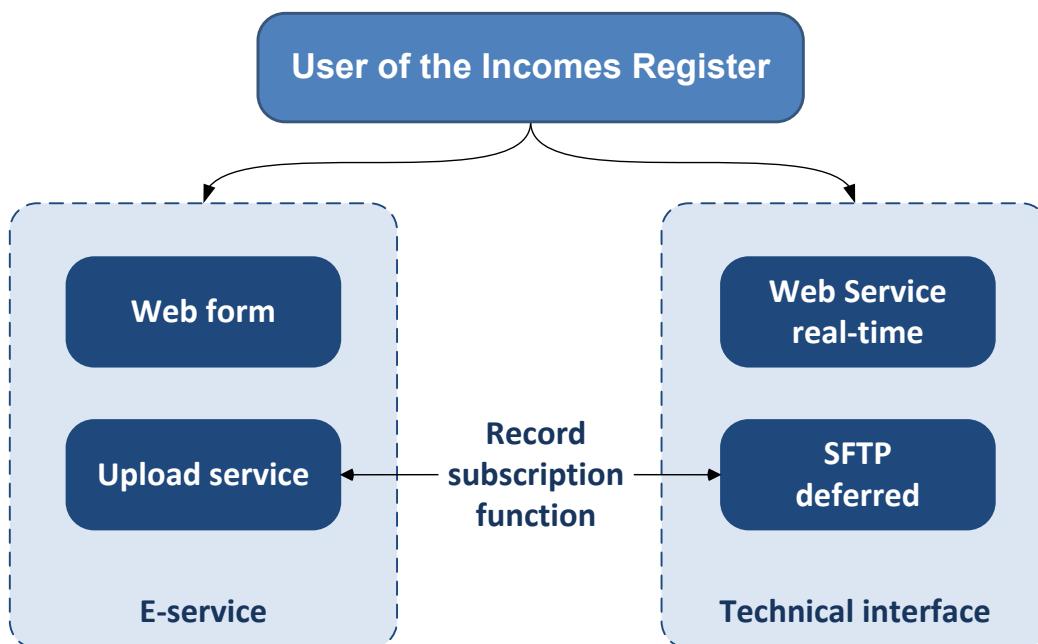 User of the Incomes Register
Web form
Upload service
E-service
Record
subscription
function
Web Service
real-time
SFTP
deferred
Technical interface